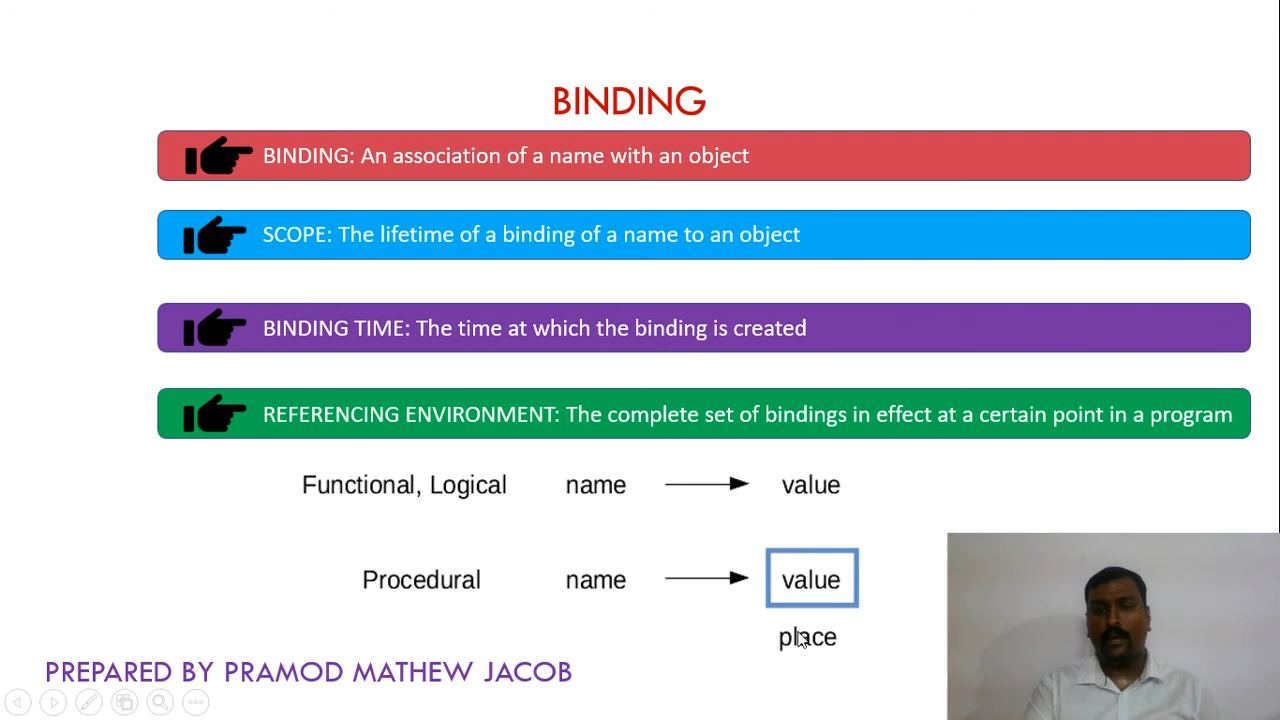 BINDING
BINDING: An association of a name with an object
SCOPE: The lifetime of a binding of a name to an object
BINDING TIME: The time at which the binding is created
REFERENCING ENVIRONMENT: The complete set of bindings in effect at a certain point in a program
Functional, Logical name value
Procedural name value
place
PREPARED BY PRAMOD MATHEW JACOB